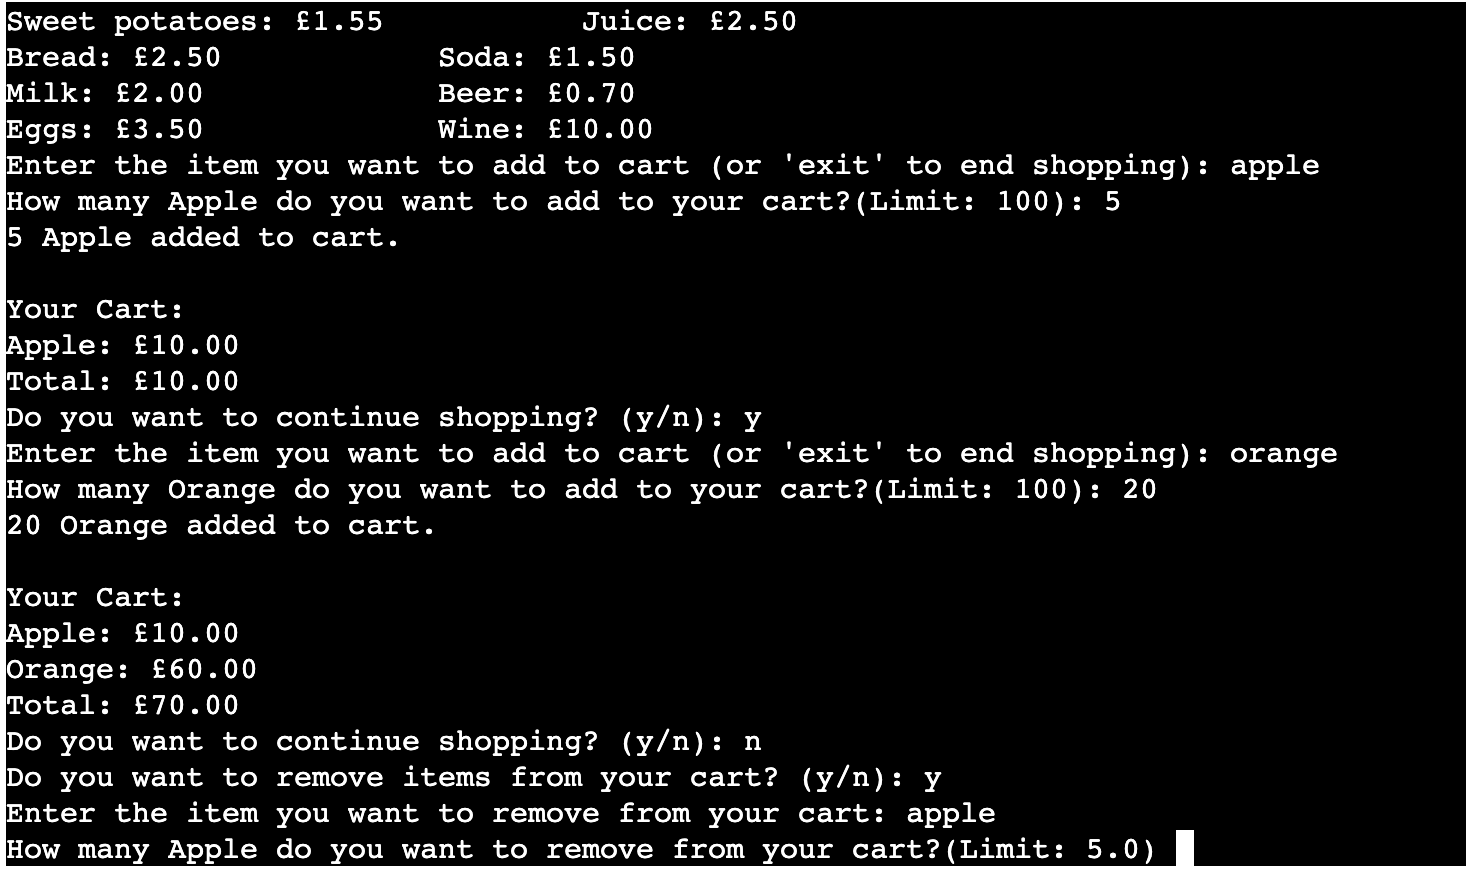 Sweet potatoes: £1.55           Juice: £2.50
Bread: £2.50            Soda: £1.50
Milk: £2.00             Beer: £0.70
Eggs: £3.50             Wine: £10.00
Enter the item you want to add to cart (or 'exit' to end shopping): apple
How many Apple do you want to add to your cart?(Limit: 100): 5
5 Apple added to cart.

Your Cart:
Apple: £10.00
Total: £10.00
Do you want to continue shopping? (y/n): y
Enter the item you want to add to cart (or 'exit' to end shopping): orange
How many Orange do you want to add to your cart?(Limit: 100): 20
20 Orange added to cart.

Your Cart:
Apple: £10.00
Orange: £60.00
Total: £70.00
Do you want to continue shopping? (y/n): n
Do you want to remove items from your cart? (y/n): y
Enter the item you want to remove from your cart: apple
How many Apple do you want to remove from your cart?(Limit: 5.0)